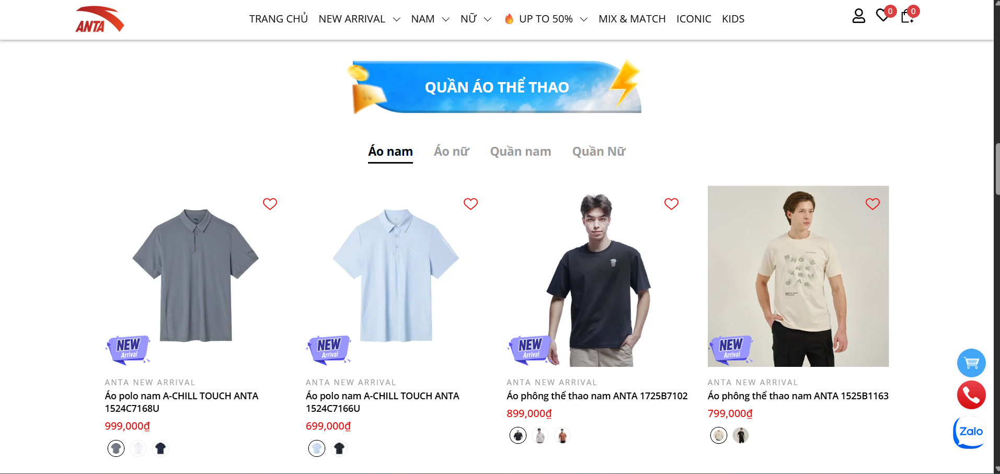 ANTA
TRANG CHỦ NEW ARRIVAL NAM NỮ UP TO 50% MIX & MATCH ICONIC KIDS
0 0
QUẦN ÁO THỂ THAO
Áo nam Áo nữ Quần nam Quần Nữ
NEW Arrival
NEW Arrival
NEW Arrival
NEW Arrival
ANTA NEW ARRIVAL
Áo polo nam A-CHILL TOUCH ANTA
1524C7168U
999,000₫
ANTA NEW ARRIVAL
Áo polo nam A-CHILL TOUCH ANTA
1524C7166U
699,000₫
ANTA NEW ARRIVAL
Áo phông thể thao nam ANTA 1725B7102
899,000₫
ANTA NEW ARRIVAL
Áo phông thể thao nam ANTA 1525B1163
799,000₫
Zalo